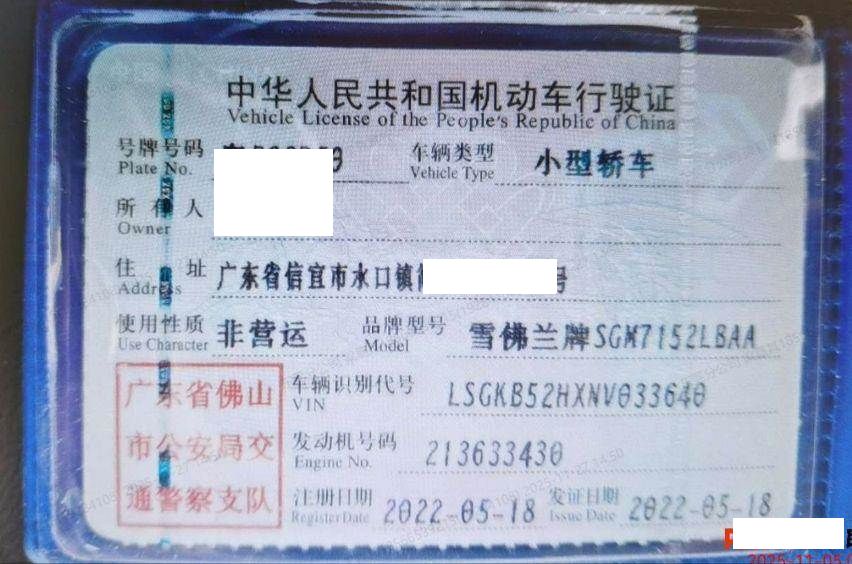 中华人民共和国机动车行驶证
Vehicle License of the People's Republic of China
号牌号码 车辆类型 小型轿车
Plate No. Vehicle Type
所有人
Owner
住址 广东省信宜市水口镇 号
Address
使用性质 非营运 品牌型号 雪佛兰牌SGM7152LBAA
Use Character Model
广东省佛山 车辆识别代号 LSGKB52HXNV033640
VIN
市公安局交 发动机号码 213633430
Engine No.
通警察支队 注册日期 2022-05-18 发证日期 2022-05-18
Register Date Issue Date